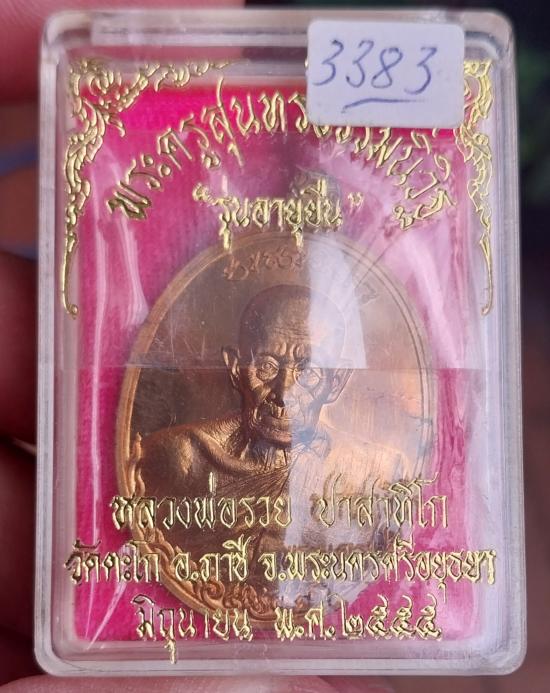 3383
พระครูสุนทรธรรมนิวิฐ
"รุ่นอายุยืน"
หลวงพ่อรวย ปาสาทิโก
วัดตะโก อ.ภาชี จ.พระนครศรีอยุธยา
มิถุนายน พ.ศ.๒๕๕๕